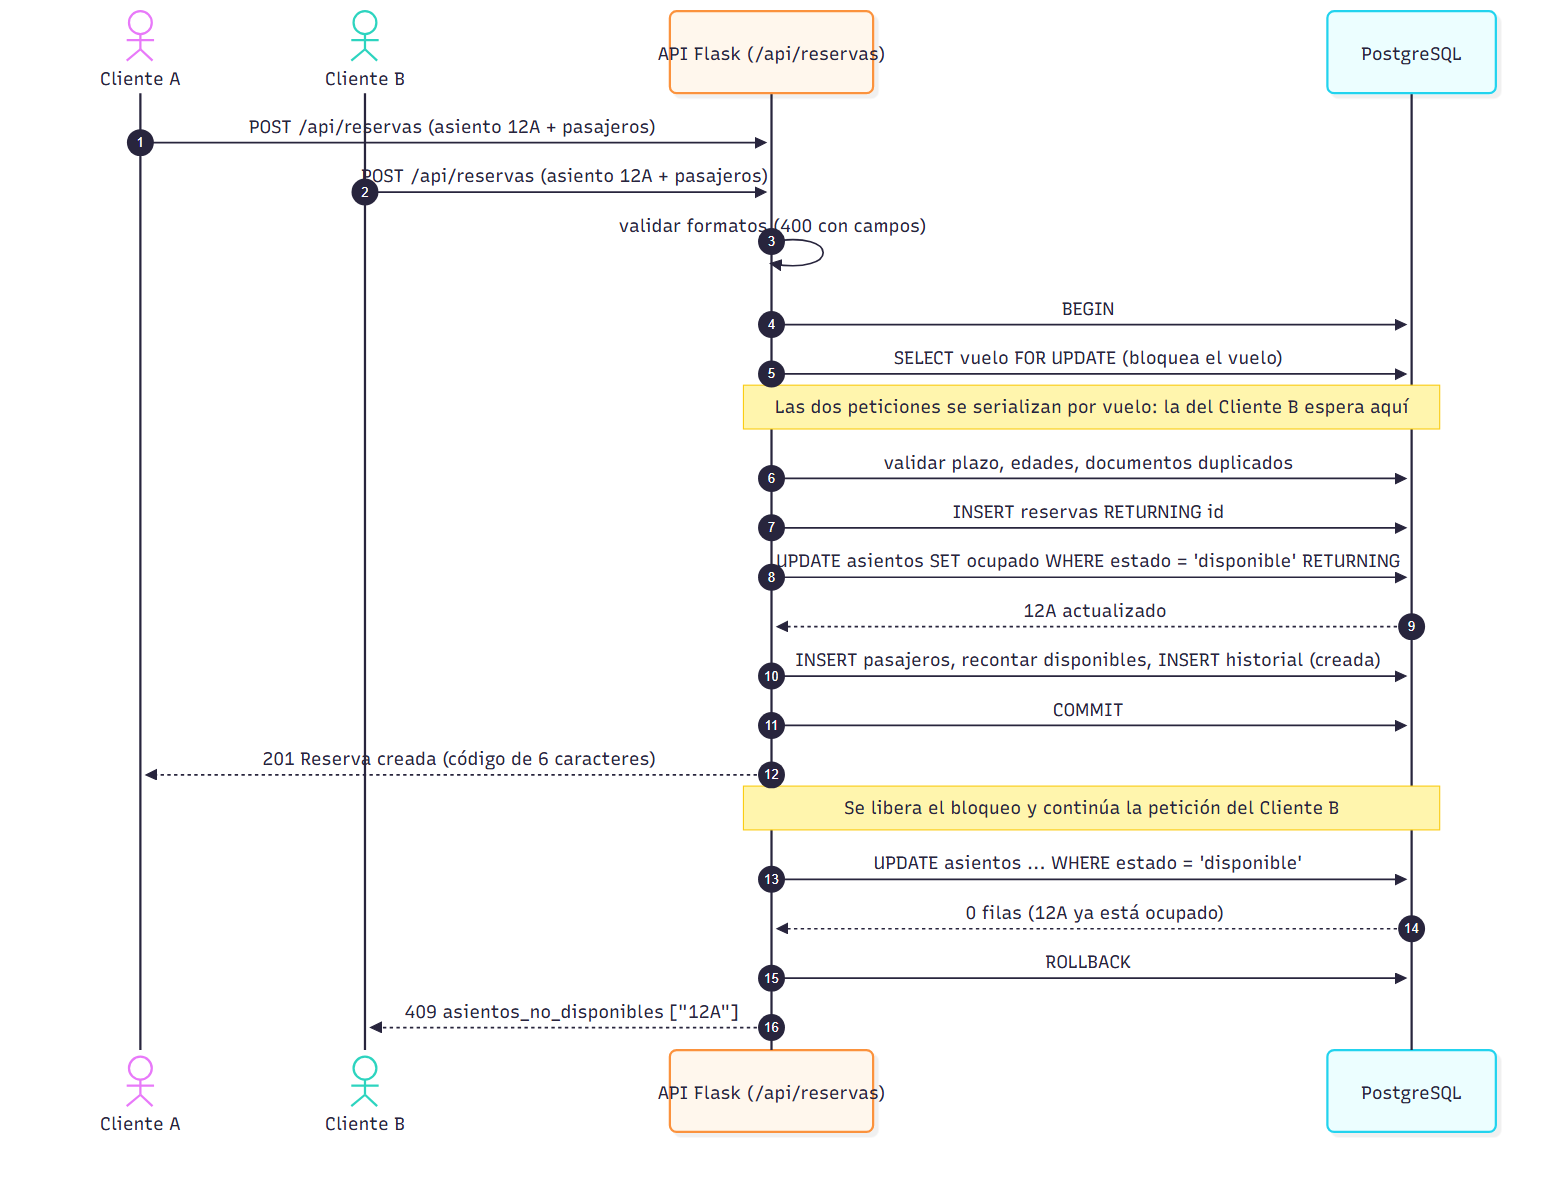 Cliente A
Cliente B
API Flask (/api/reservas)
PostgreSQL
POST /api/reservas (asiento 12A + pasajeros)
1
POST /api/reservas (asiento 12A + pasajeros)
2
validar formatos (400 con campos)
3
BEGIN
4
SELECT vuelo FOR UPDATE (bloquea el vuelo)
5
Las dos peticiones se serializan por vuelo: la del Cliente B espera aquí
validar plazo, edades, documentos duplicados
6
INSERT reservas RETURNING id
7
UPDATE asientos SET ocupado WHERE estado = 'disponible' RETURNING
8
12A actualizado
9
INSERT pasajeros, recontar disponibles, INSERT historial (creada)
10
COMMIT
11
201 Reserva creada (código de 6 caracteres)
12
Se libera el bloqueo y continúa la petición del Cliente B
UPDATE asientos ... WHERE estado = 'disponible'
13
0 filas (12A ya está ocupado)
14
ROLLBACK
15
409 asientos_no_disponibles ["12A"]
16
Cliente A
Cliente B
API Flask (/api/reservas)
PostgreSQL